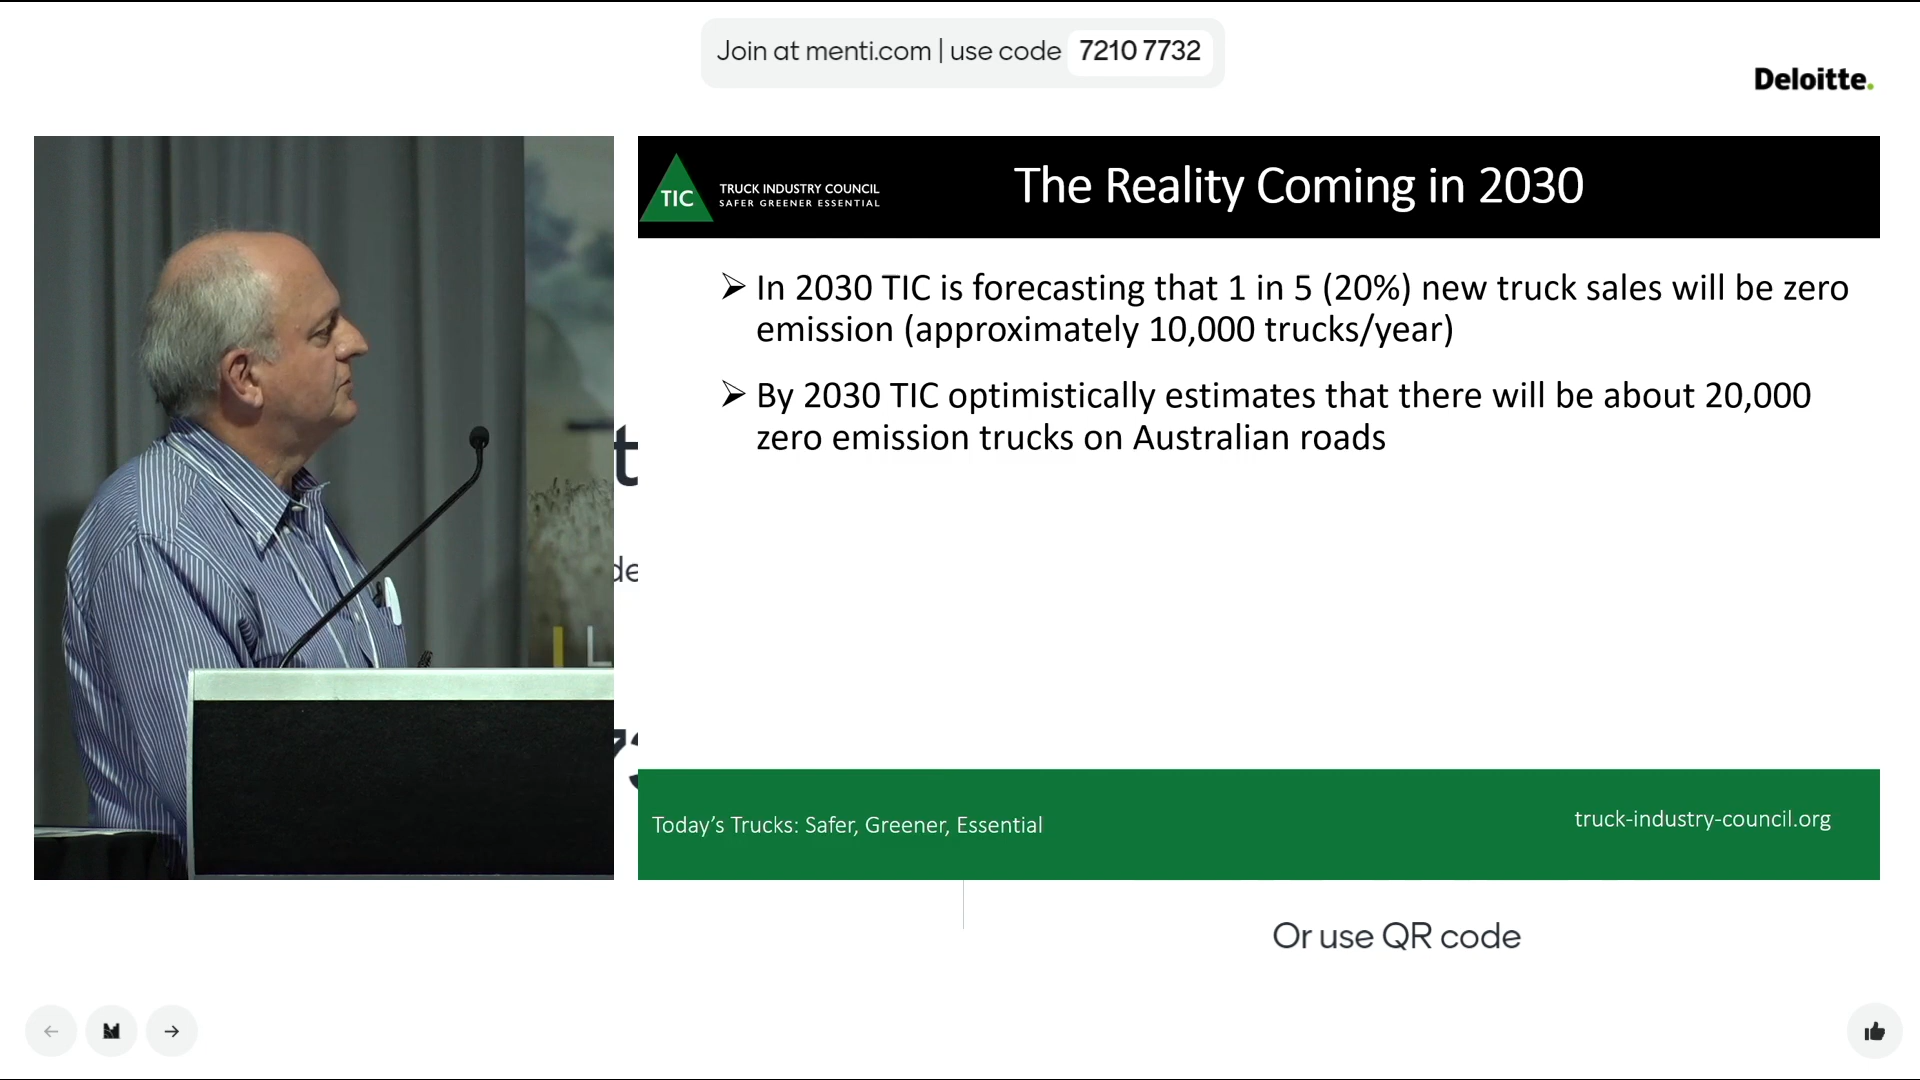 Join at menti.com | use code 7210 7732
Deloitte.
TIC
TRUCK INDUSTRY COUNCIL
SAFER GREENER ESSENTIAL
The Reality Coming in 2030
➢ In 2030 TIC is forecasting that 1 in 5 (20%) new truck sales will be zero
emission (approximately 10,000 trucks/year)
➢ By 2030 TIC optimistically estimates that there will be about 20,000
zero emission trucks on Australian roads
Today's Trucks: Safer, Greener, Essential
truck-industry-council.org
Or use QR code